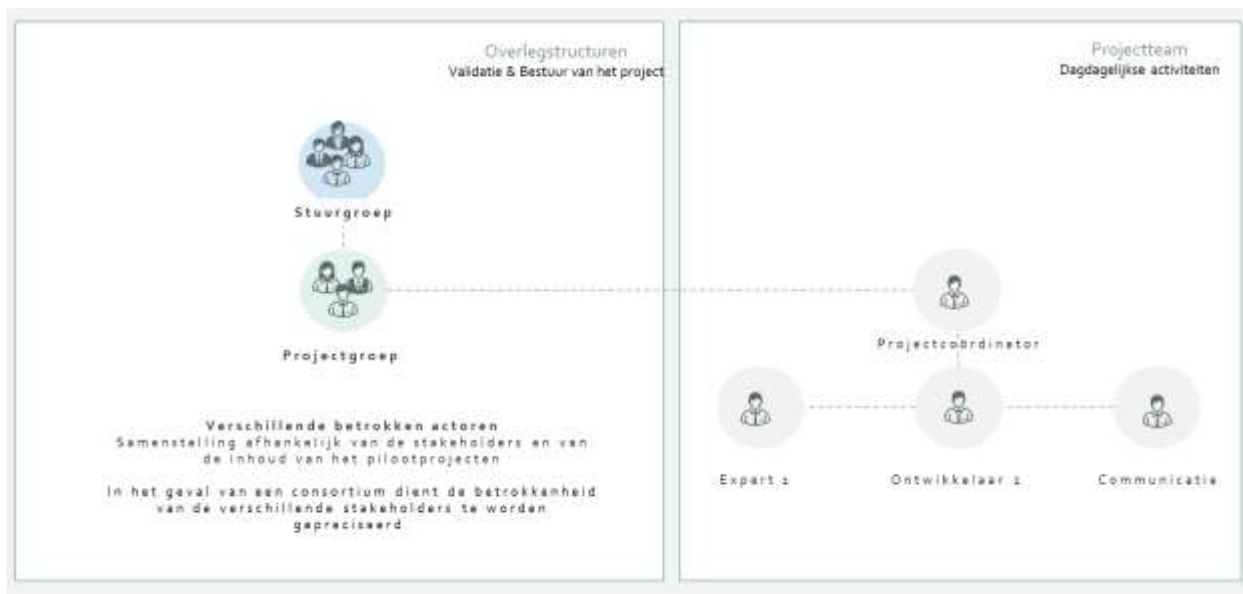 Overlegstructuren
Validatie & Bestuur van het project
Stuurgroep
Projectgroep
Verschillende betrokken actoren
Samenstelling afhankelijk van de stakeholders en van
de inhoud van het pilootprojecten
In het geval van een consortium dient de betrokkenheid
van de verschillende stakeholders te worden
gepreciseerd
Projectteam
Dagdagelijkse activiteiten
Projectcoördinator
Expert 1
Ontwikkelaar 1
Communicatie